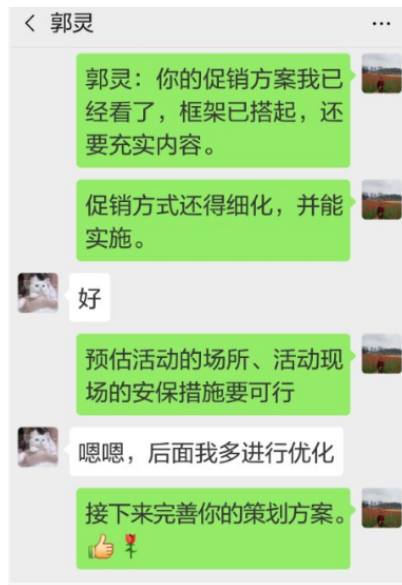 郭灵
郭灵：你的促销方案我已
经看了，框架已搭起，还
要充实内容。
促销方式还得细化，并能
实施。
好
预估活动的场所、活动现
场的安保措施要可行
嗯嗯，后面我多进行优化
接下来完善你的策划方案。